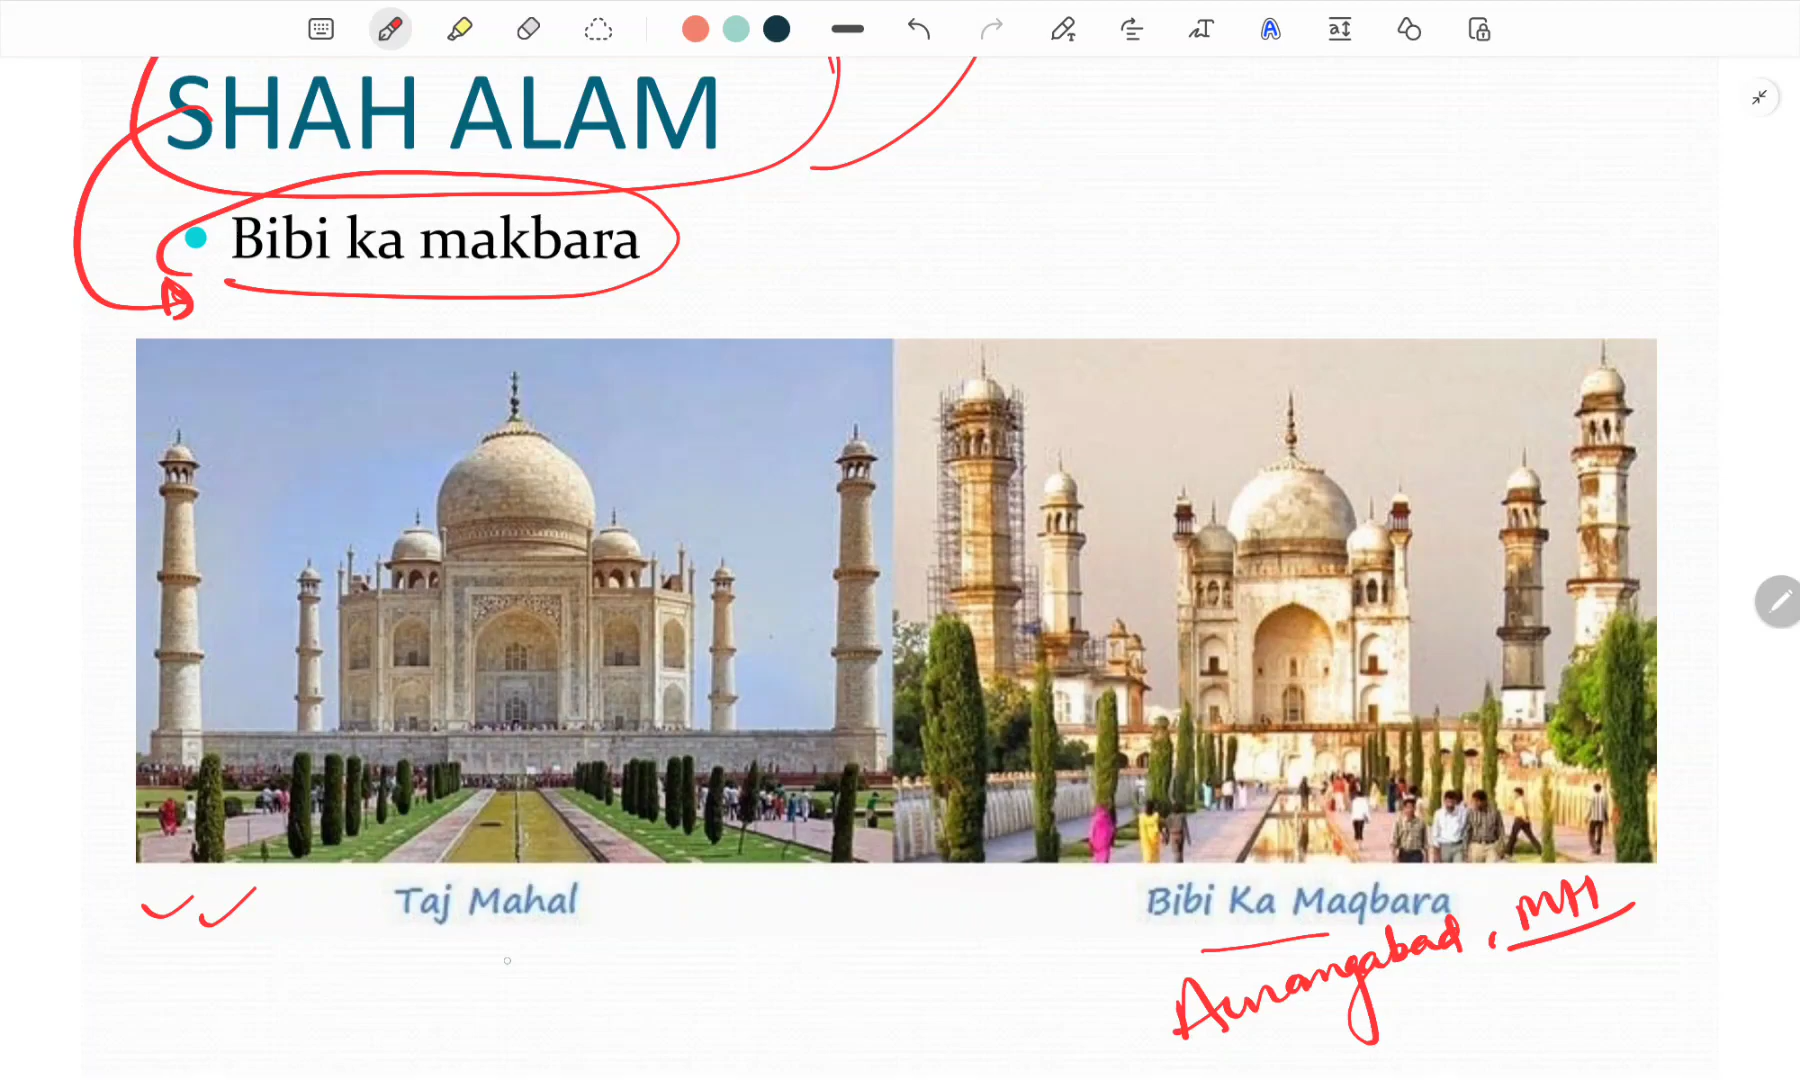 SHAH ALAM
Bibi ka makbara
Taj Mahal
Bibi Ka Maqbara
Aurangabad, MH